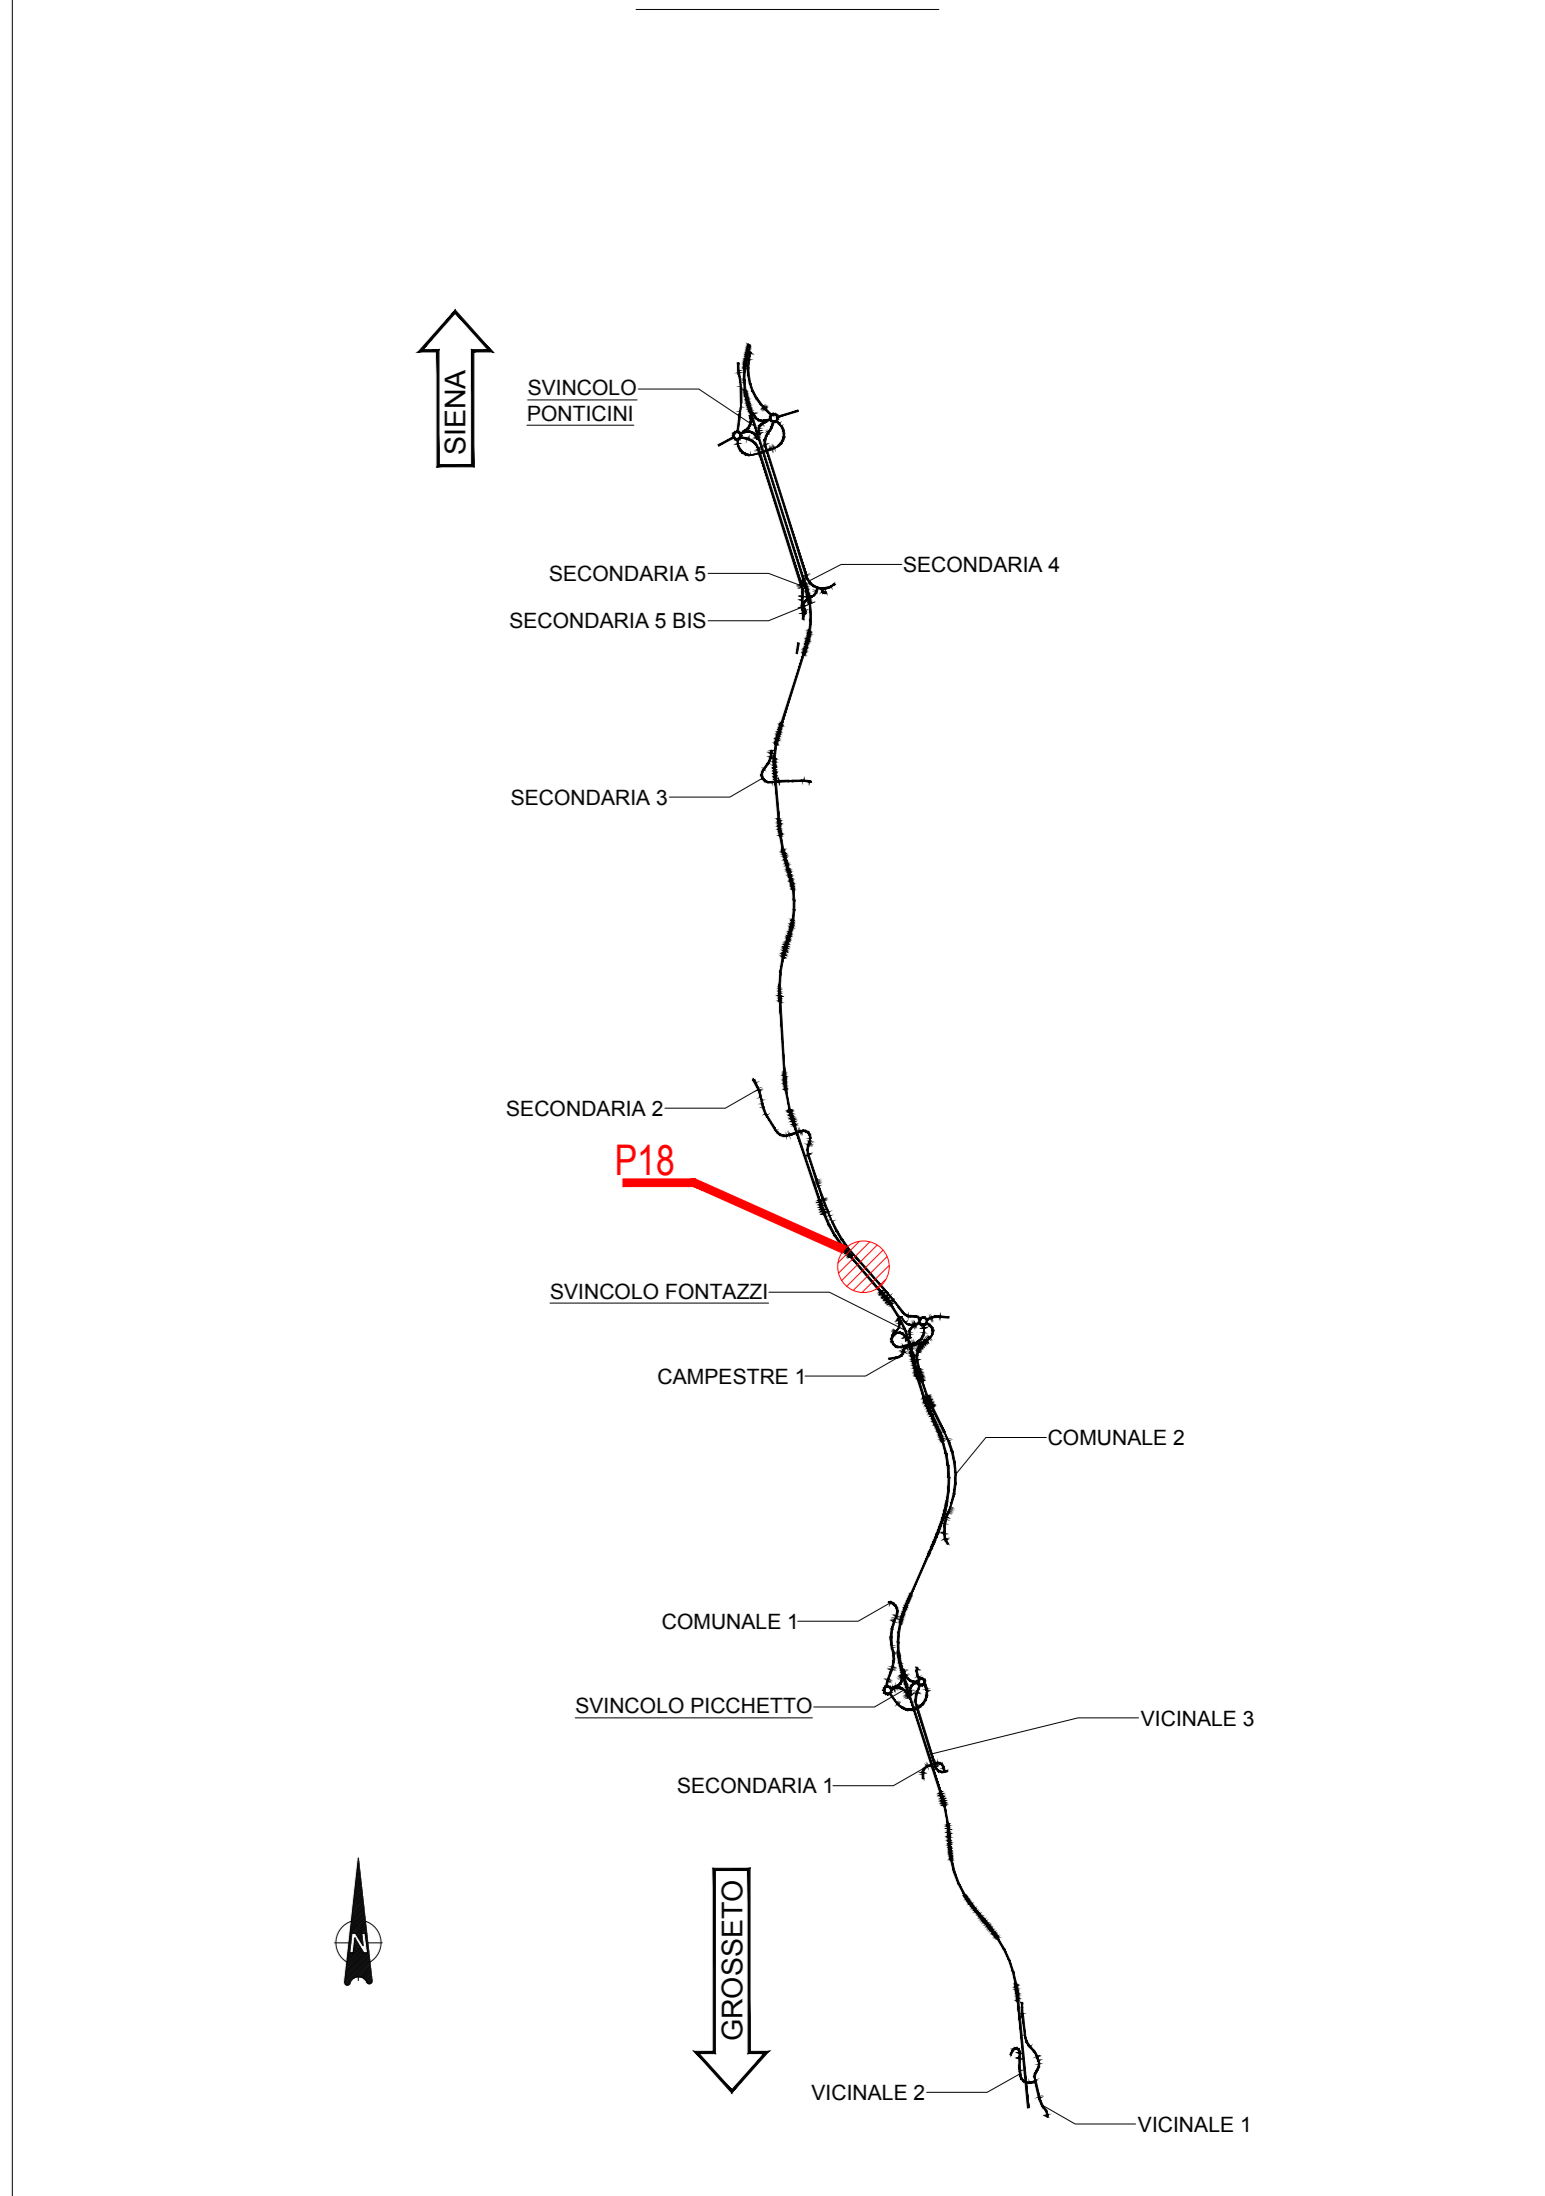 SIENA
SVINCOLO
PONTICINI
SECONDARIA 4
SECONDARIA 5
SECONDARIA 5 BIS
SECONDARIA 3
SECONDARIA 2
P18
SVINCOLO FONTAZZI
CAMPESTRE 1
COMUNALE 2
COMUNALE 1
SVINCOLO PICCHETTO
VICINALE 3
SECONDARIA 1
GROSSETO
N
VICINALE 2
VICINALE 1